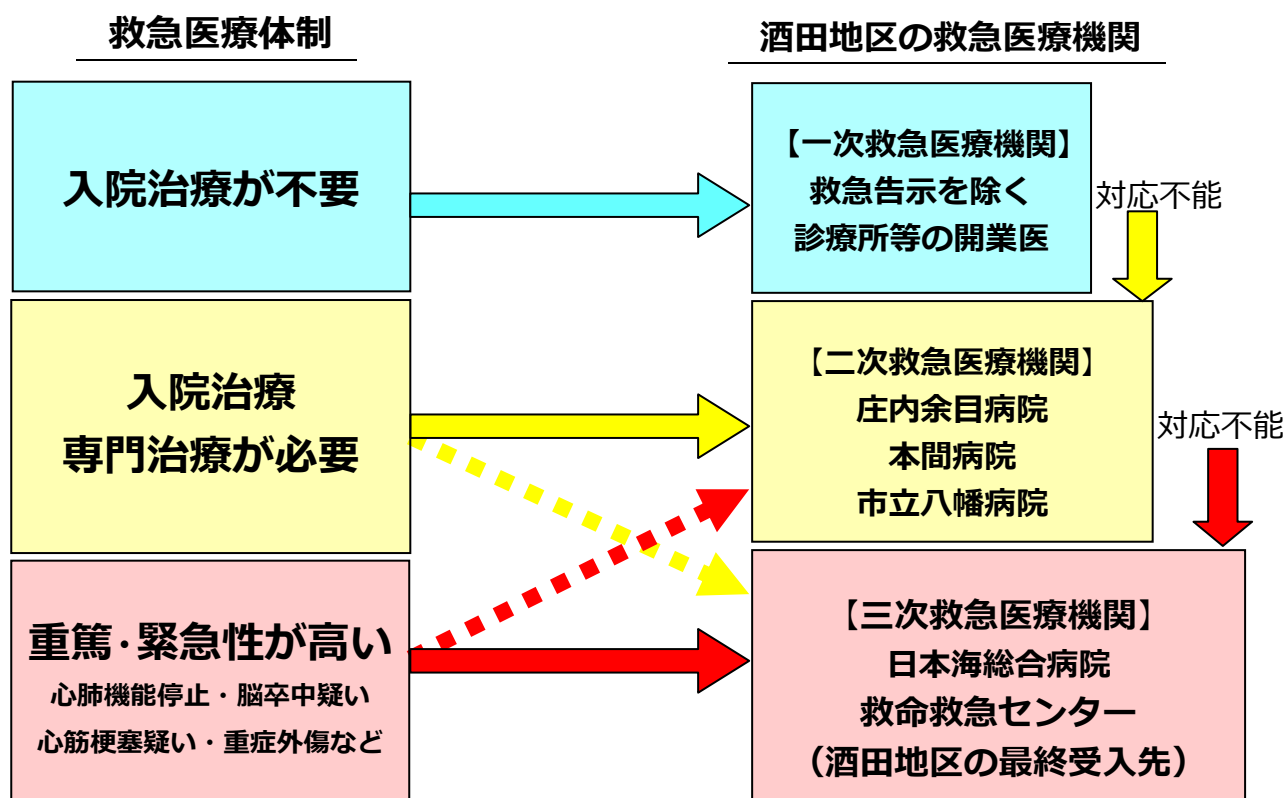 救急医療体制
酒田地区の救急医療機関
入院治療が不要
【一次救急医療機関】
救急告示を除く
診療所等の開業医
対応不能
入院治療
専門治療が必要
【二次救急医療機関】
庄内余目病院
本間病院
市立八幡病院
対応不能
重篤・緊急性が高い
心肺機能停止・脳卒中疑い
心筋梗塞疑い・重症外傷など
【三次救急医療機関】
日本海総合病院
救命救急センター
（酒田地区の最終受入先）